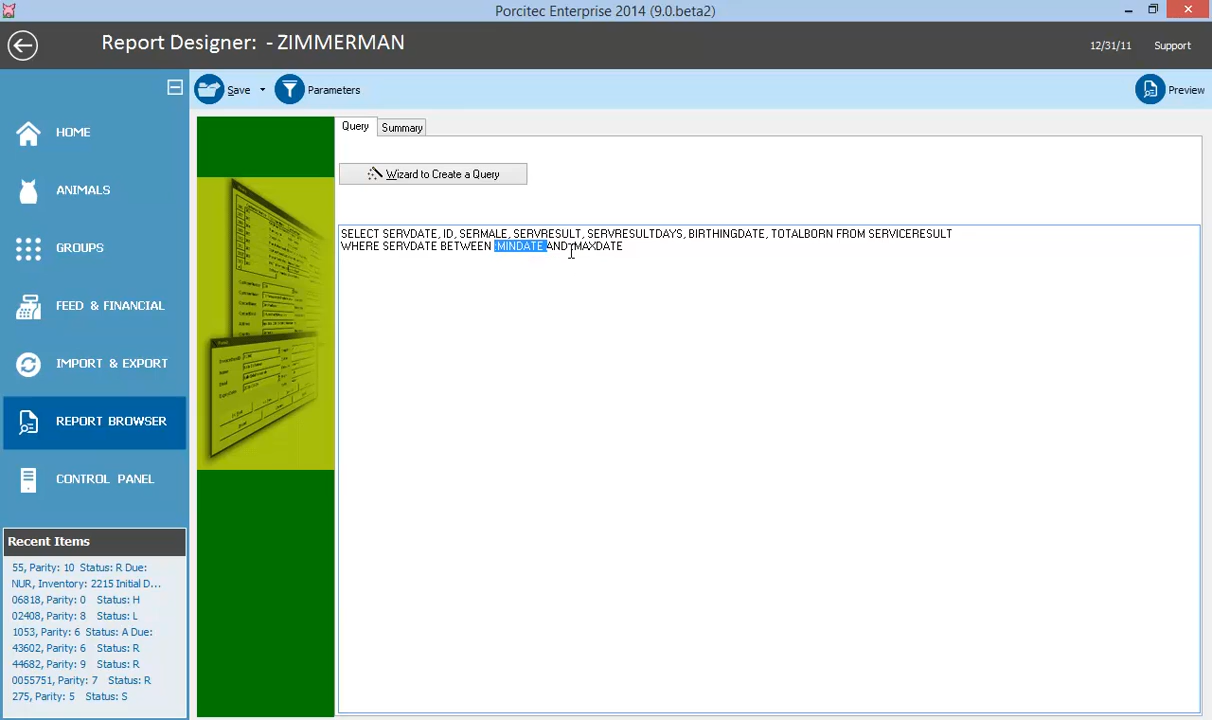 Porcitec Enterprise 2014 (9.0.beta2)
Report Designer: - ZIMMERMAN
12/31/11 Support
Save Parameters Preview
HOME
ANIMALS
GROUPS
FEED & FINANCIAL
IMPORT & EXPORT
REPORT BROWSER
CONTROL PANEL
Recent Items
55, Parity: 10 Status: R Due:
NUR, Inventory: 2215 Initial D...
06818, Parity: 0 Status: H
02408, Parity: 8 Status: L
1053, Parity: 6 Status: A Due:
43602, Parity: 6 Status: R
44682, Parity: 9 Status: R
0055751, Parity: 7 Status: R
275, Parity: 5 Status: S
Query Summary
Wizard to Create a Query
SELECT SERVDATE, ID, SERMALE, SERVRESULT, SERVRESULTDAYS, BIRTHINGDATE, TOTALBORN FROM SERVICERESULT
WHERE SERVDATE BETWEEN :MINDATE AND :MAXDATE